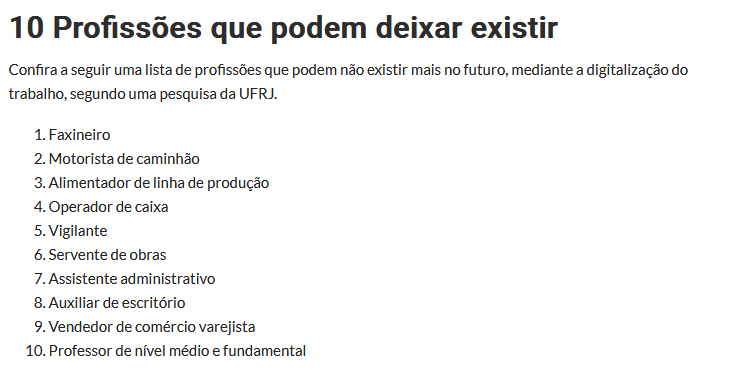 10 Profissões que podem deixar existir
Confira a seguir uma lista de profissões que podem não existir mais no futuro, mediante a digitalização do
trabalho, segundo uma pesquisa da UFRJ.
1. Faxineiro
2. Motorista de caminhão
3. Alimentador de linha de produção
4. Operador de caixa
5. Vigilante
6. Servente de obras
7. Assistente administrativo
8. Auxiliar de escritório
9. Vendedor de comércio varejista
10. Professor de nível médio e fundamental